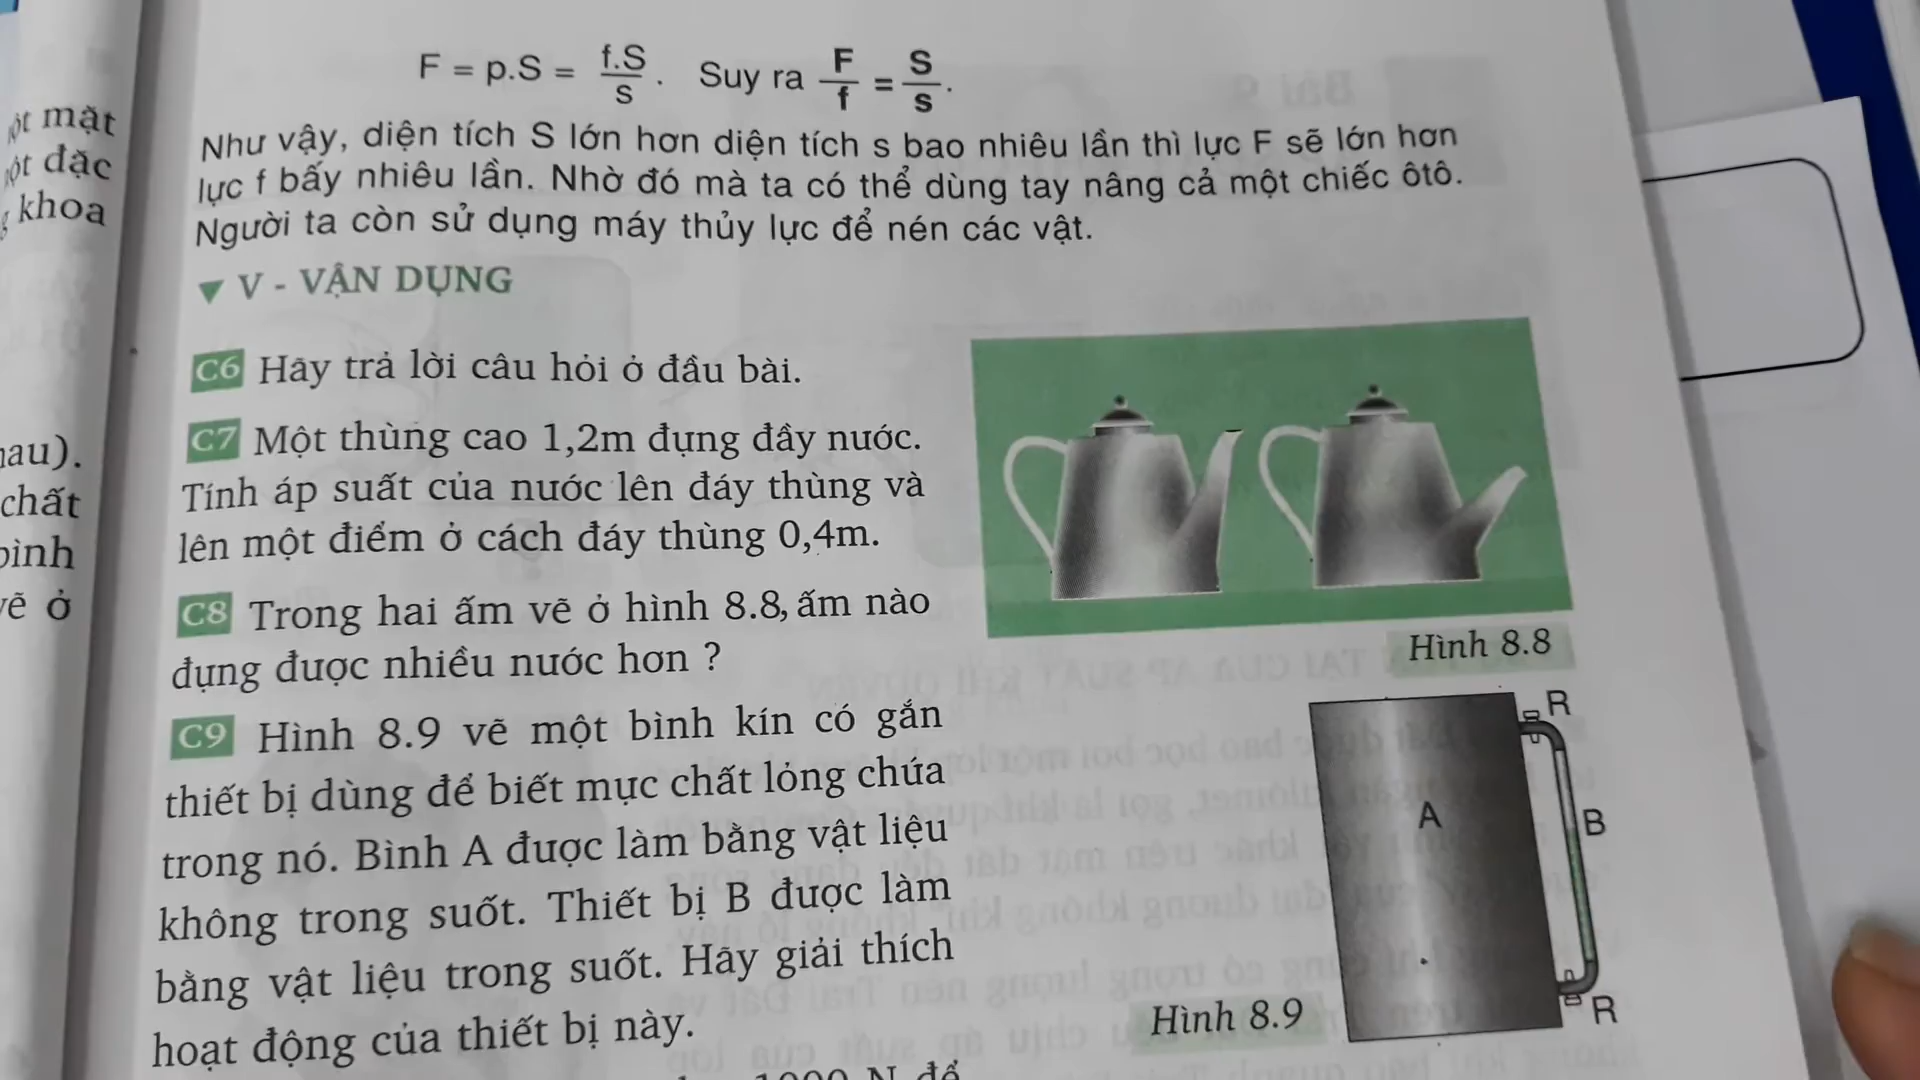 F = p.S = f.S/s . Suy ra F/f = S/s .
ột mặt
ột đặc
khoa
Như vậy, diện tích S lớn hơn diện tích s bao nhiêu lần thì lực F sẽ lớn hơn
lực f bấy nhiêu lần. Nhờ đó mà ta có thể dùng tay nâng cả một chiếc ôtô.
Người ta còn sử dụng máy thủy lực để nén các vật.
V - VẬN DỤNG
C6 Hãy trả lời câu hỏi ở đầu bài.
C7 Một thùng cao 1,2m đựng đầy nước.
Tính áp suất của nước lên đáy thùng và
lên một điểm ở cách đáy thùng 0,4m.
C8 Trong hai ấm vẽ ở hình 8.8, ấm nào
đựng được nhiều nước hơn ?
Hình 8.8
C9 Hình 8.9 vẽ một bình kín có gắn
thiết bị dùng để biết mực chất lỏng chứa
trong nó. Bình A được làm bằng vật liệu
không trong suốt. Thiết bị B được làm
bằng vật liệu trong suốt. Hãy giải thích
hoạt động của thiết bị này.
R
A
B
R
Hình 8.9
au).
chất
bình
vẽ ở
1000 N để